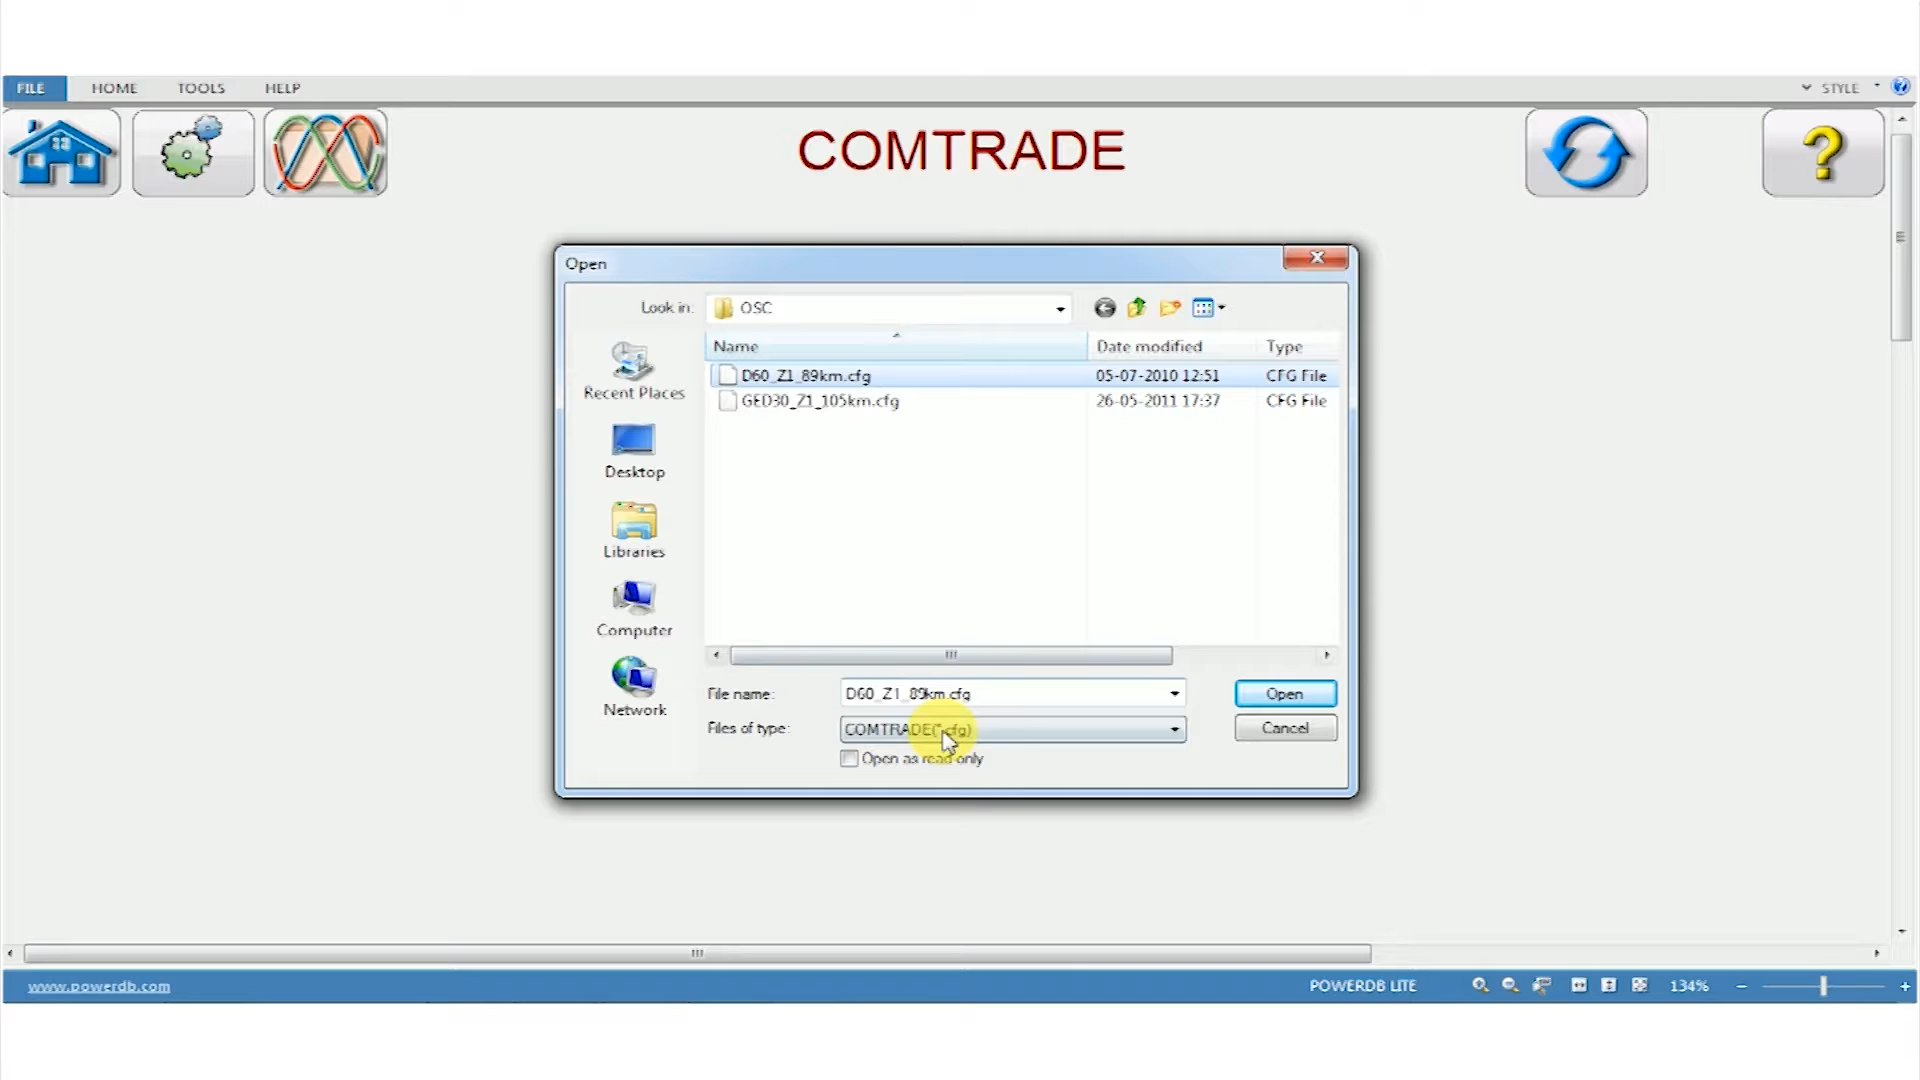 FILE HOME TOOLS HELP STYLE
COMTRADE
Open
Look in: OSC
Name Date modified Type
D60_Z1_89km.cfg 05-07-2010 12:51 CFG File
GED30_Z1_105km.cfg 26-05-2011 17:37 CFG File
Recent Places
Desktop
Libraries
Computer
Network
File name: D60_Z1_89km.cfg Open
Files of type: COMTRADE(*.cfg) Cancel
Open as read only
www.powerdb.com POWERDB LITE 134%